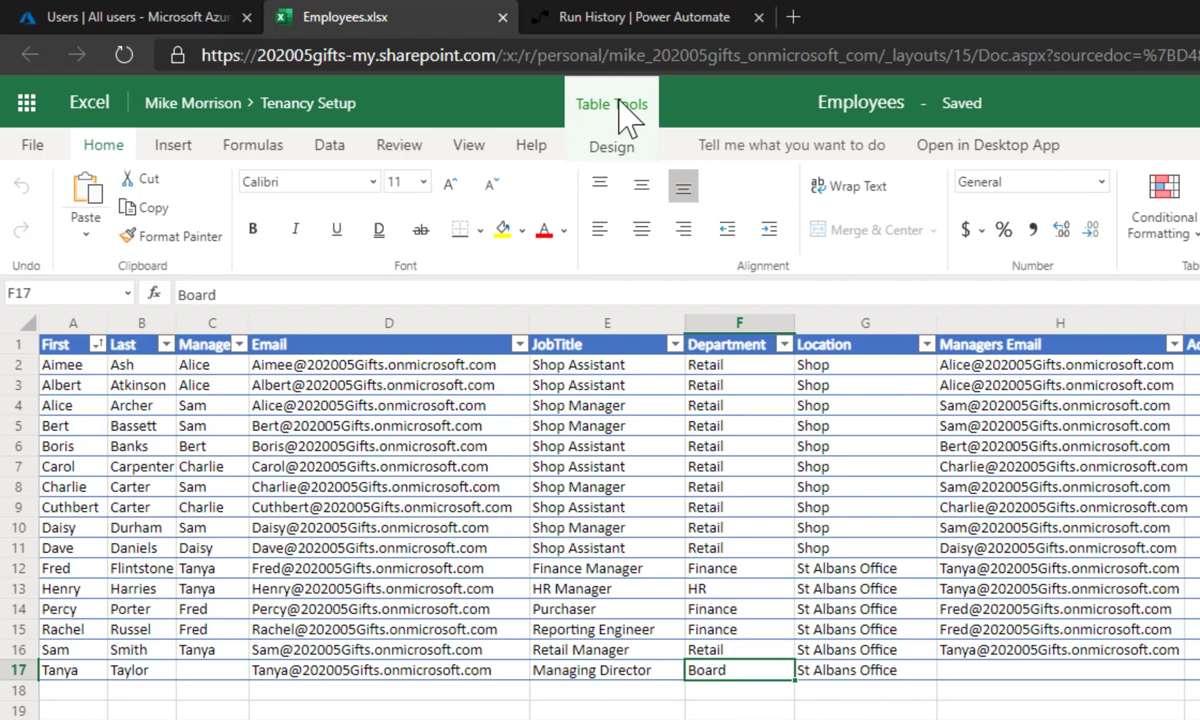 Users | All users - Microsoft Azur
Employees.xlsx
Run History | Power Automate
https://202005gifts-my.sharepoint.com/:x:/r/personal/mike_202005gifts_onmicrosoft_com/_layouts/15/Doc.aspx?sourcedoc=%7BD48
Excel Mike Morrison > Tenancy Setup Table Tools Employees - Saved
File Home Insert Formulas Data Review View Help Design Tell me what you want to do Open in Desktop App
Paste Cut Copy Format Painter
Calibri 11
B I U D ab
Wrap Text
Merge & Center
General
$ % 9 .00 .00
Conditional
Formatting
Undo Clipboard Font Alignment Number Tab
F17 fx Board
A B C D E F G H
1 First Last Manage Email JobTitle Department Location Managers Email Ac
2 Aimee Ash Alice Aimee@202005Gifts.onmicrosoft.com Shop Assistant Retail Shop Alice@202005Gifts.onmicrosoft.com
3 Albert Atkinson Alice Albert@202005Gifts.onmicrosoft.com Shop Assistant Retail Shop Alice@202005Gifts.onmicrosoft.com
4 Alice Archer Sam Alice@202005Gifts.onmicrosoft.com Shop Manager Retail Shop Sam@202005Gifts.onmicrosoft.com
5 Bert Bassett Sam Bert@202005Gifts.onmicrosoft.com Shop Manager Retail Shop Sam@202005Gifts.onmicrosoft.com
6 Boris Banks Bert Boris@202005Gifts.onmicrosoft.com Shop Assistant Retail Shop Bert@202005Gifts.onmicrosoft.com
7 Carol Carpenter Charlie Carol@202005Gifts.onmicrosoft.com Shop Assistant Retail Shop Charlie@202005Gifts.onmicrosoft.com
8 Charlie Carter Sam Charlie@202005Gifts.onmicrosoft.com Shop Manager Retail Shop Sam@202005Gifts.onmicrosoft.com
9 Cuthbert Carter Charlie Cuthbert@202005Gifts.onmicrosoft.com Shop Assistant Retail Shop Charlie@202005Gifts.onmicrosoft.com
10 Daisy Durham Sam Daisy@202005Gifts.onmicrosoft.com Shop Manager Retail Shop Sam@202005Gifts.onmicrosoft.com
11 Dave Daniels Daisy Dave@202005Gifts.onmicrosoft.com Shop Assistant Retail Shop Daisy@202005Gifts.onmicrosoft.com
12 Fred Flintstone Tanya Fred@202005Gifts.onmicrosoft.com Finance Manager Finance St Albans Office Tanya@202005Gifts.onmicrosoft.com
13 Henry Harries Tanya Henry@202005Gifts.onmicrosoft.com HR Manager HR St Albans Office Tanya@202005Gifts.onmicrosoft.com
14 Percy Porter Fred Percy@202005Gifts.onmicrosoft.com Purchaser Finance St Albans Office Fred@202005Gifts.onmicrosoft.com
15 Rachel Russel Fred Rachel@202005Gifts.onmicrosoft.com Reporting Engineer Finance St Albans Office Fred@202005Gifts.onmicrosoft.com
16 Sam Smith Tanya Sam@202005Gifts.onmicrosoft.com Retail Manager Retail St Albans Office Tanya@202005Gifts.onmicrosoft.com
17 Tanya Taylor Tanya@202005Gifts.onmicrosoft.com Managing Director Board St Albans Office
18
19